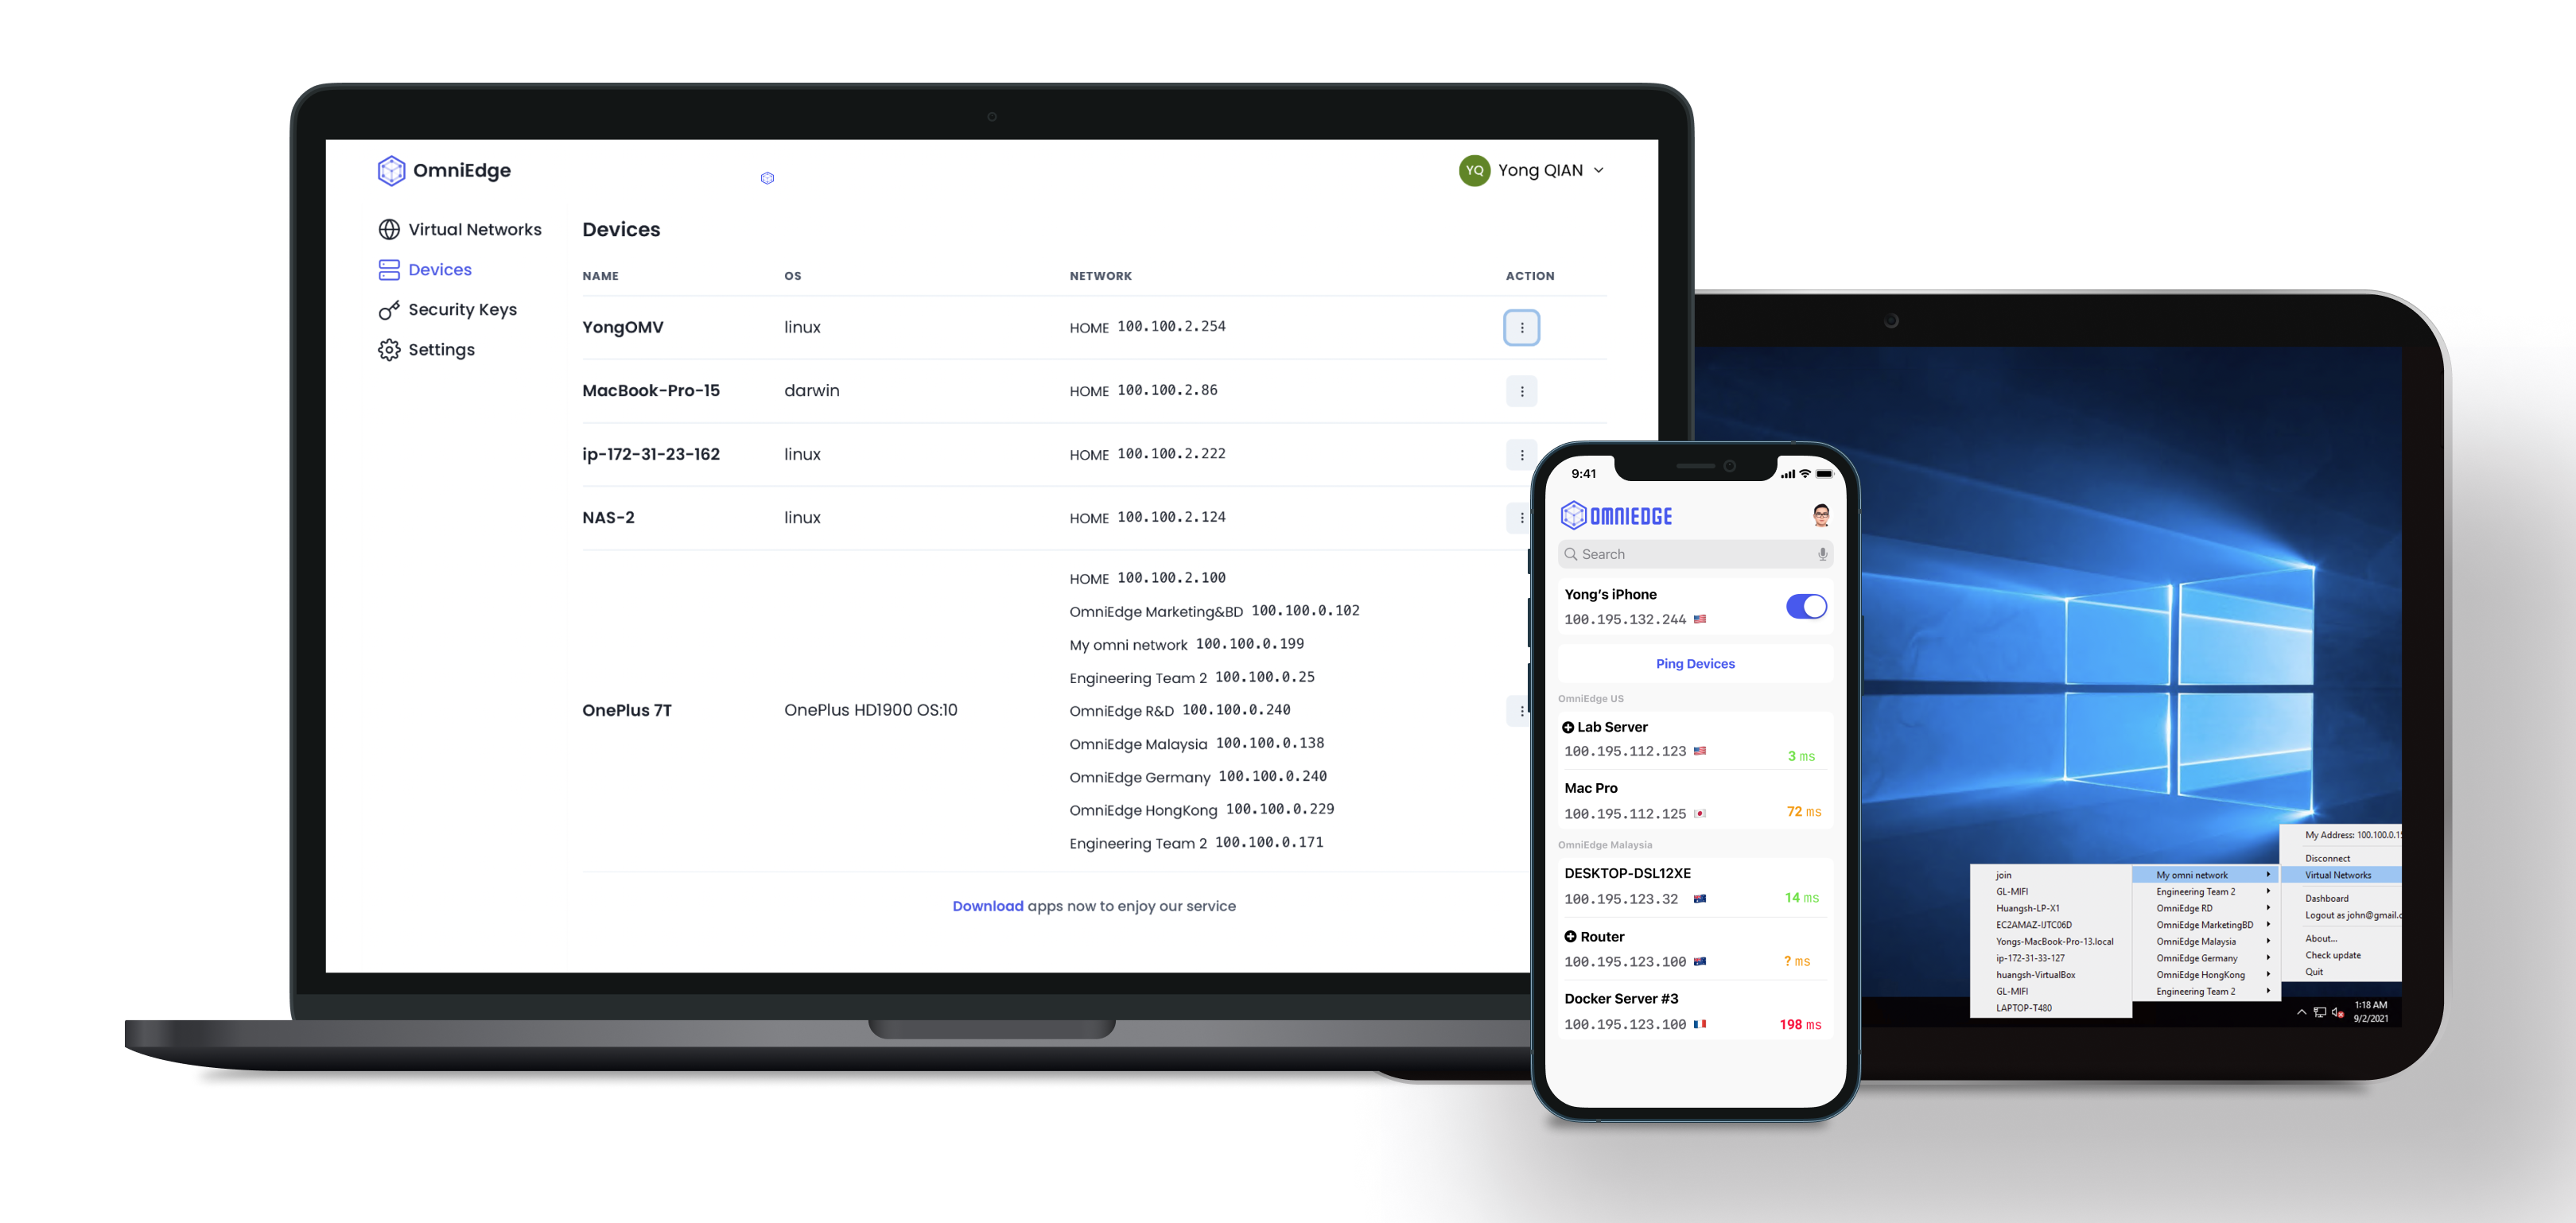 OmniEdge
YQ Yong QIAN
Virtual Networks
Devices
Security Keys
Settings
Devices
NAME OS NETWORK ACTION
YongOMV linux HOME 100.100.2.254
MacBook-Pro-15 darwin HOME 100.100.2.86
ip-172-31-23-162 linux HOME 100.100.2.222
NAS-2 linux HOME 100.100.2.124
HOME 100.100.2.100
OmniEdge Marketing&BD 100.100.0.102
My omni network 100.100.0.199
Engineering Team 2 100.100.0.25
OnePlus 7T OnePlus HD1900 OS:10 OmniEdge R&D 100.100.0.240
OmniEdge Malaysia 100.100.0.138
OmniEdge Germany 100.100.0.240
OmniEdge HongKong 100.100.0.229
Engineering Team 2 100.100.0.171
Download apps now to enjoy our service
9:41
OMNIEDGE
Search
Yong's iPhone
100.195.132.244
Ping Devices
OmniEdge US
Lab Server
100.195.112.123 3 ms
Mac Pro
100.195.112.125 72 ms
OmniEdge Malaysia
DESKTOP-DSL12XE
100.195.123.32 14 ms
Router
100.195.123.100 ? ms
Docker Server #3
100.195.123.100 198 ms
join
GL-MIFI
Huangsh-LP-X1
EC2AMAZ-IJTC06D
Yongs-MacBook-Pro-13.local
ip-172-31-33-127
huangsh-VirtualBox
GL-MIFI
LAPTOP-T480
My omni network
Engineering Team 2
OmniEdge RD
OmniEdge MarketingBD
OmniEdge Malaysia
OmniEdge Germany
OmniEdge HongKong
Engineering Team 2
My Address: 100.100.0.1
Disconnect
Virtual Networks
Dashboard
Logout as john@gmail.c
About...
Check update
Quit
1:18 AM
9/2/2021